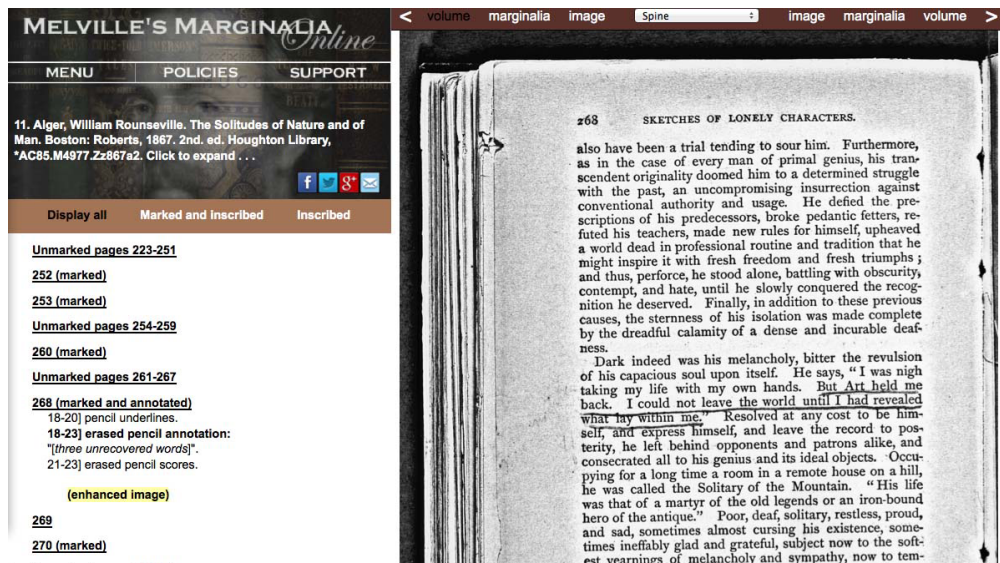 MELVILLE'S MARGINALIA
Online
MENU POLICIES SUPPORT
11. Alger, William Rounseville. The Solitudes of Nature and of
Man. Boston: Roberts, 1867. 2nd. ed. Houghton Library,
*AC85.M4977.Zz867a2. Click to expand . . .
Display all Marked and inscribed Inscribed
Unmarked pages 223-251
252 (marked)
253 (marked)
Unmarked pages 254-259
260 (marked)
Unmarked pages 261-267
268 (marked and annotated)
18-20] pencil underlines.
18-23] erased pencil annotation:
"[three unrecovered words]".
21-23] erased pencil scores.
(enhanced image)
269
270 (marked)
< volume marginalia image Spine image marginalia volume >
268 SKETCHES OF LONELY CHARACTERS.
also have been a trial tending to sour him. Furthermore,
as in the case of every man of primal genius, his tran-
scendent originality doomed him to a determined struggle
with the past, an uncompromising insurrection against
conventional authority and usage. He defied the pre-
scriptions of his predecessors, broke pedantic fetters, re-
futed his teachers, made new rules for himself, upheaved
a world dead in professional routine and tradition that he
might inspire it with fresh freedom and fresh triumphs;
and thus, perforce, he stood alone, battling with obscurity,
contempt, and hate, until he slowly conquered the recog-
nition he deserved. Finally, in addition to these previous
causes, the sternness of his isolation was made complete
by the dreadful calamity of a dense and incurable deaf-
ness.
Dark indeed was his melancholy, bitter the revulsion
of his capacious soul upon itself. He says, "I was nigh
taking my life with my own hands. But Art held me
back. I could not leave the world until I had revealed
what lay within me." Resolved at any cost to be him-
self, and express himself, and leave the record to pos-
terity, he left behind opponents and patrons alike, and
consecrated all to his genius and its ideal objects. Occu-
pying for a long time a room in a remote house on a hill,
he was called the Solitary of the Mountain. "His life
was that of a martyr of the old legends or an iron-bound
hero of the antique." Poor, deaf, solitary, restless, proud,
and sad, sometimes almost cursing his existence, some-
times ineffably glad and grateful, subject now to the soft-
est yearnings of melancholy and sympathy, now to tem-